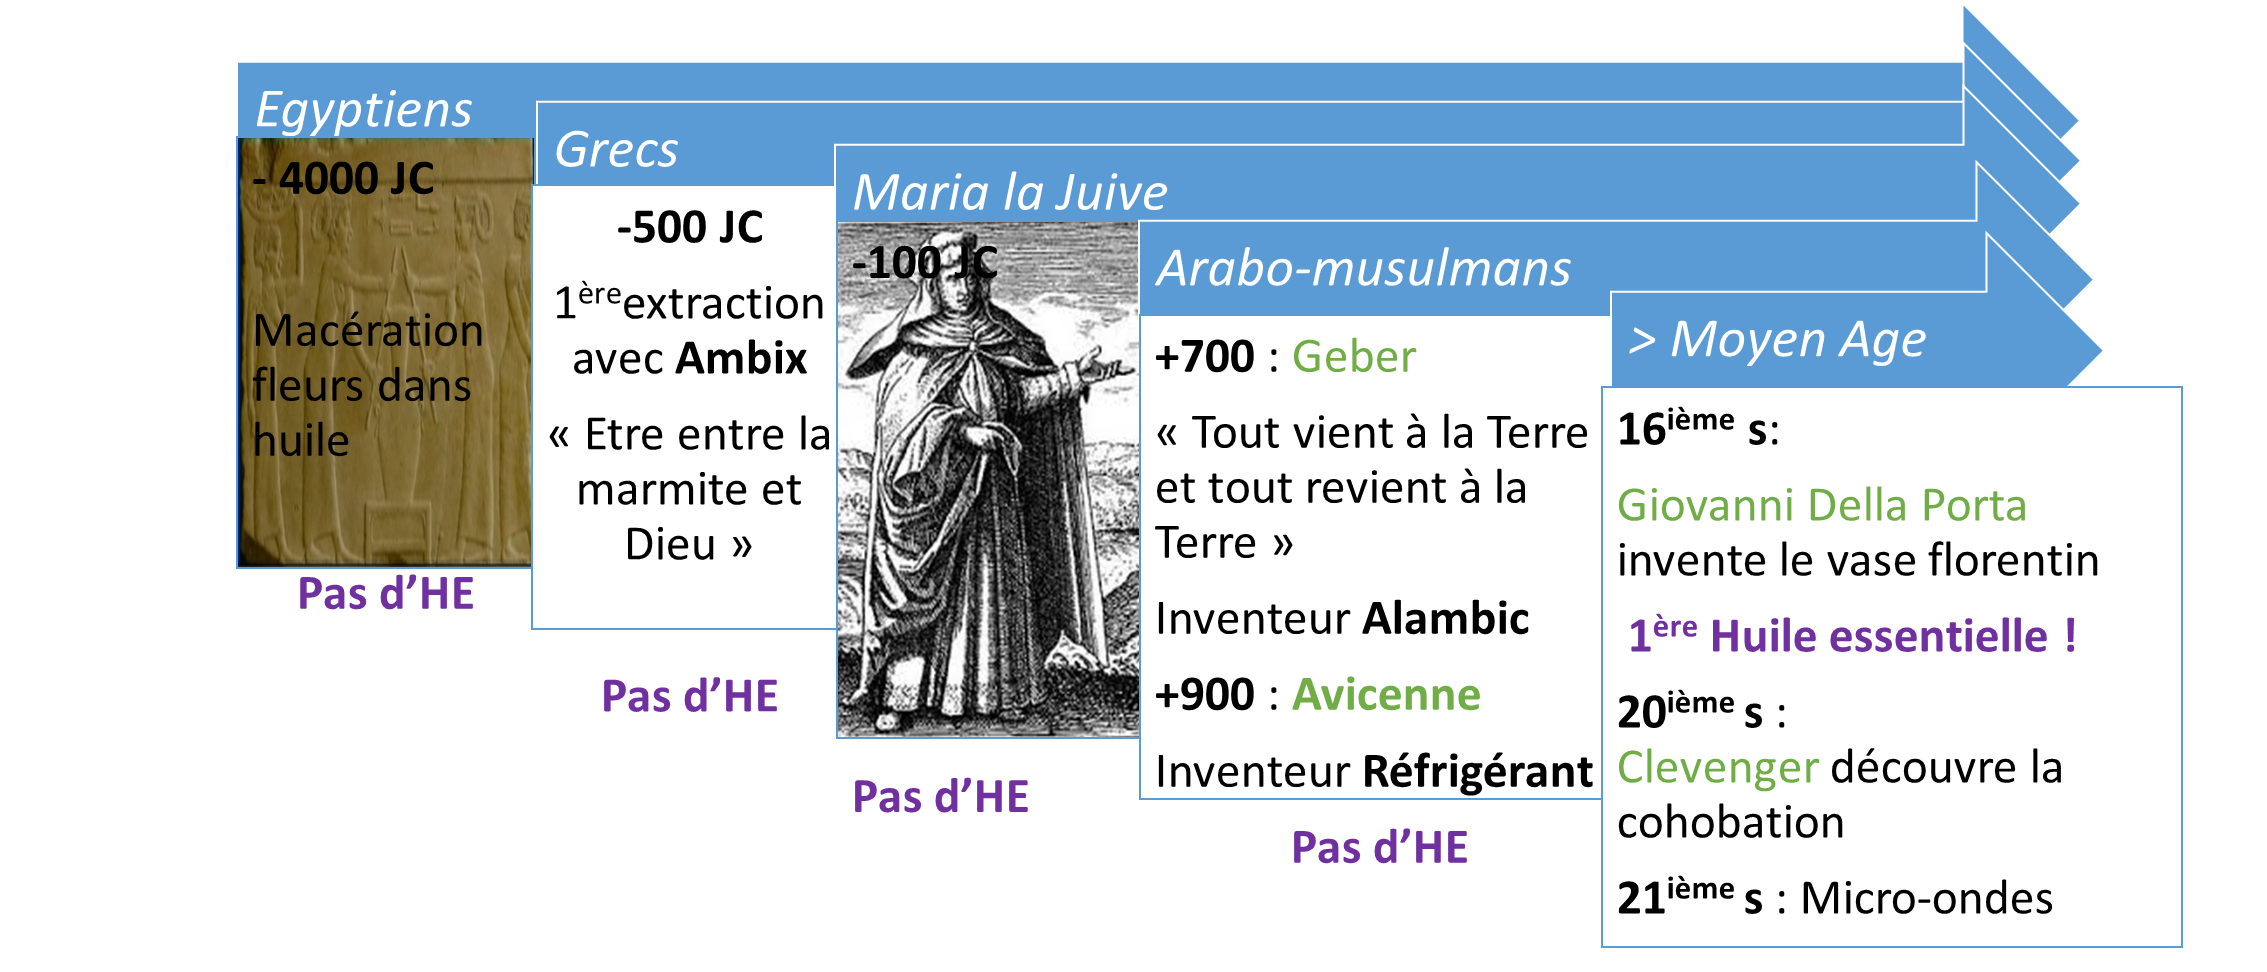 Egyptiens
- 4000 JC
Macération
fleurs dans
huile
Pas d’HE
Grecs
-500 JC
1èreextraction
avec Ambix
« Etre entre la
marmite et
Dieu »
Pas d’HE
Maria la Juive
-100 JC
Pas d’HE
Arabo-musulmans
+700 : Geber
« Tout vient à la Terre
et tout revient à la
Terre »
Inventeur Alambic
+900 : Avicenne
Inventeur Réfrigérant
Pas d’HE
> Moyen Age
16ième s:
Giovanni Della Porta
invente le vase florentin
1ère Huile essentielle !
20ième s :
Clevenger découvre la
cohobation
21ième s : Micro-ondes